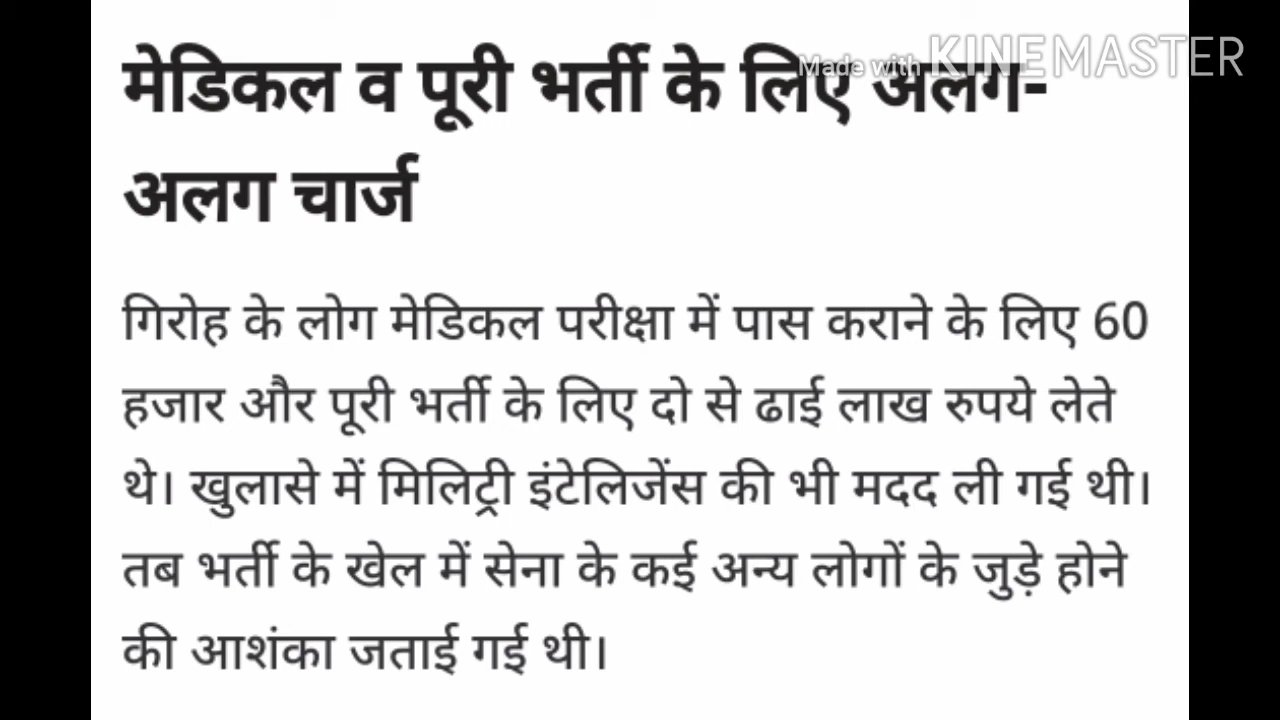 Made with KINEMASTER
मेडिकल व पूरी भर्ती के लिए अलग-
अलग चार्ज
गिरोह के लोग मेडिकल परीक्षा में पास कराने के लिए 60
हजार और पूरी भर्ती के लिए दो से ढाई लाख रुपये लेते
थे। खुलासे में मिलिट्री इंटेलिजेंस की भी मदद ली गई थी।
तब भर्ती के खेल में सेना के कई अन्य लोगों के जुड़े होने
की आशंका जताई गई थी।